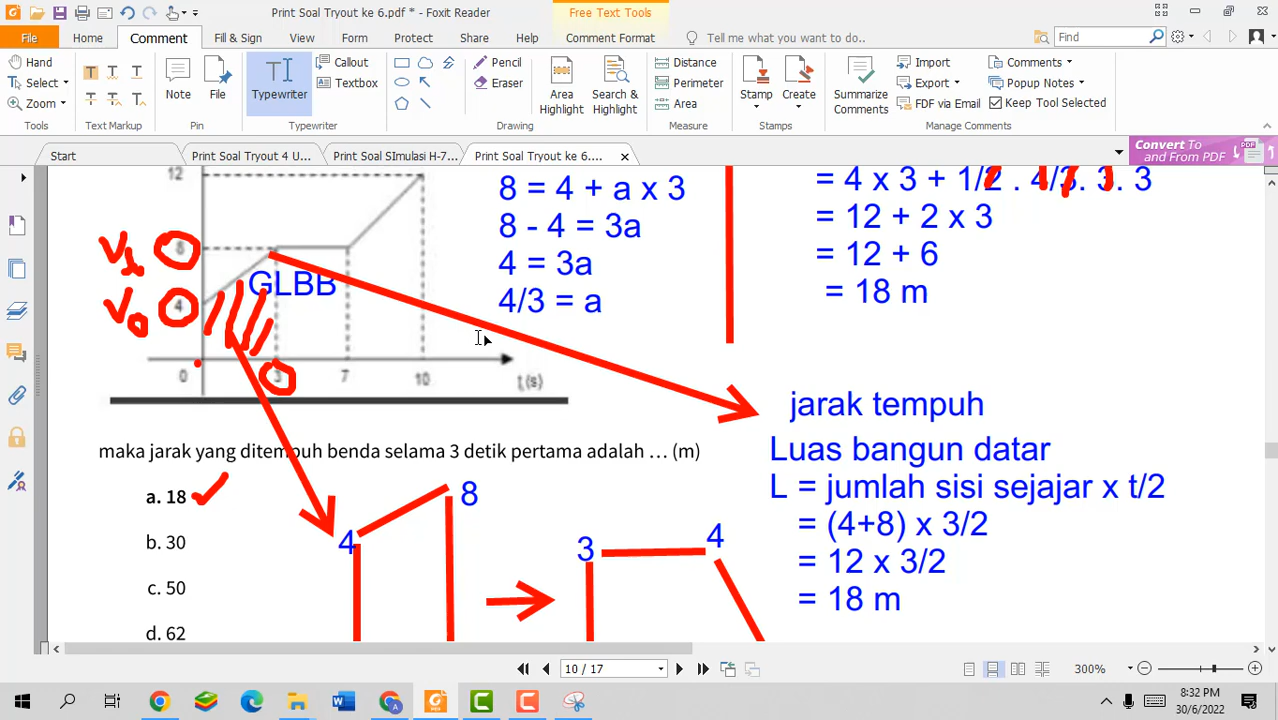 Print Soal Tryout ke 6.pdf * - Foxit Reader
Free Text Tools
File Home Comment Fill & Sign View Form Protect Share Help Comment Format Tell me what you want to do... Find
Hand
Select
Zoom
Tools
Text Markup
Note
File
Pin
Typewriter
Callout
Textbox
Typewriter
Pencil
Eraser
Area Highlight
Search & Highlight
Drawing
Distance
Perimeter
Area
Measure
Stamp
Create
Stamps
Summarize Comments
Import
Export
FDF via Email
Comments
Popup Notes
Keep Tool Selected
Manage Comments
Start
Print Soal Tryout 4 U...
Print Soal SImulasi H-7...
Print Soal Tryout ke 6....
Convert To
and From PDF
12
8
4
0
3
7
10
t(s)
V1
V0
GLBB
8 = 4 + a x 3
8 - 4 = 3a
4 = 3a
4/3 = a
= 4 x 3 + 1/2 . 4/3. 3. 3
= 12 + 2 x 3
= 12 + 6
= 18 m
jarak tempuh
Luas bangun datar
L = jumlah sisi sejajar x t/2
= (4+8) x 3/2
= 12 x 3/2
= 18 m
maka jarak yang ditempuh benda selama 3 detik pertama adalah … (m)
a. 18
b. 30
c. 50
d. 62
4
8
3
4
10 / 17
300%
8:32 PM
30/6/2022